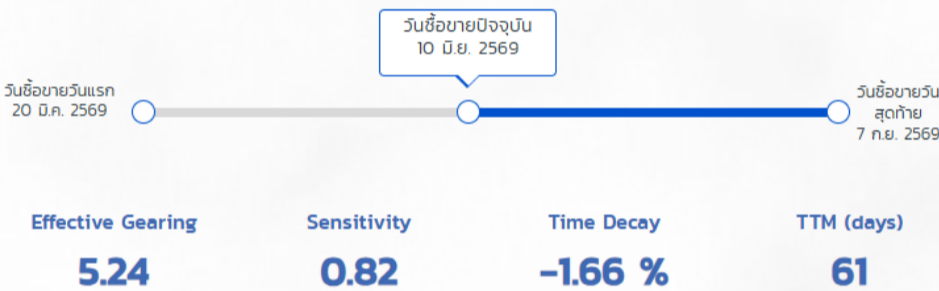 วันซื้อขายปัจจุบัน
10 มิ.ย. 2569
วันซื้อขายวันแรก
20 มี.ค. 2569
วันซื้อขายวัน
สุดท้าย
7 ก.ย. 2569
Effective Gearing
Sensitivity
Time Decay
TTM (days)
5.24
0.82
-1.66 %
61